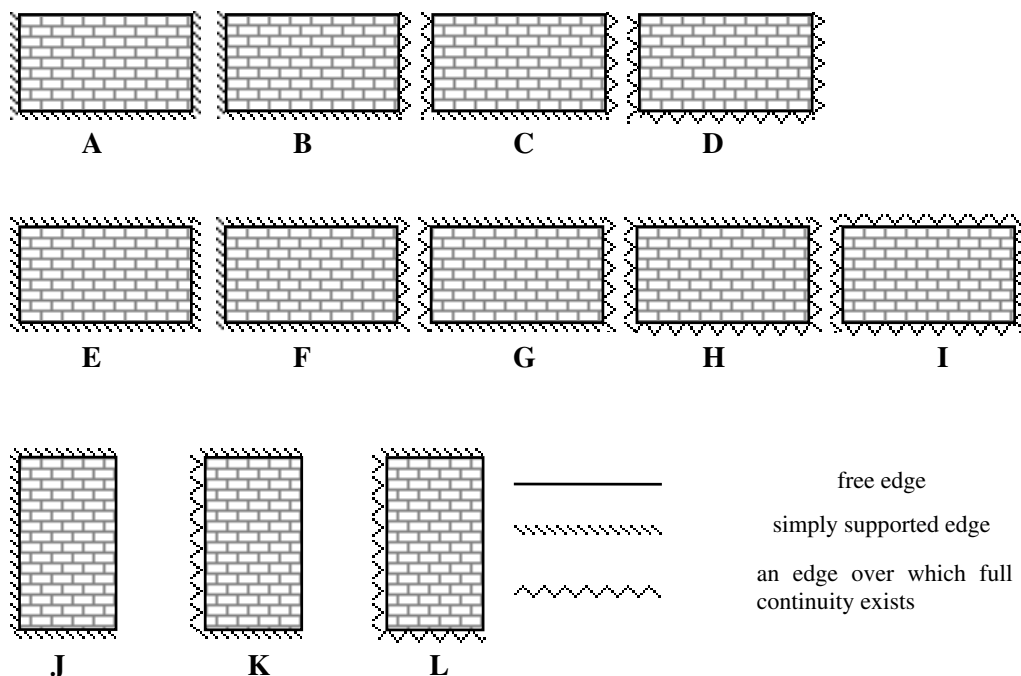 A B C D
E F G H I
J K L
free edge
simply supported edge
an edge over which full
continuity exists